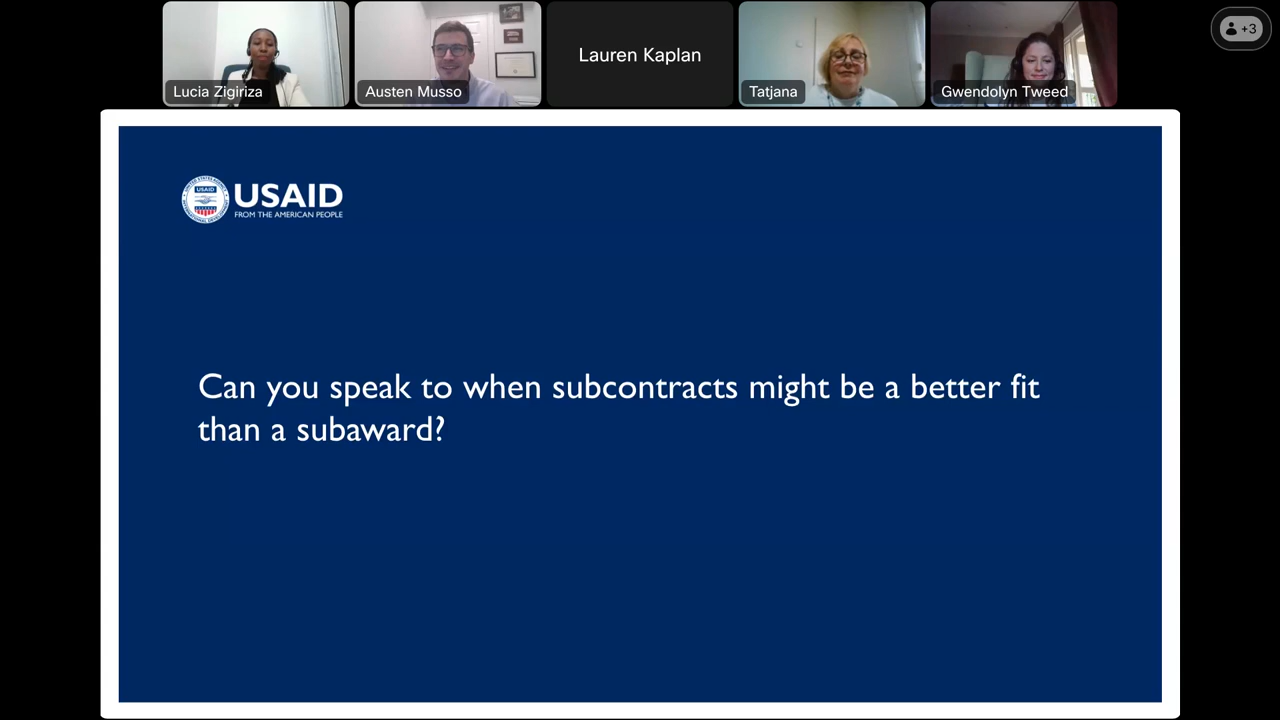 Lucia Zigiriza
Austen Musso
Lauren Kaplan
Tatjana
Gwendolyn Tweed
+3
USAID
USAID
FROM THE AMERICAN PEOPLE
Can you speak to when subcontracts might be a better fit
than a subaward?